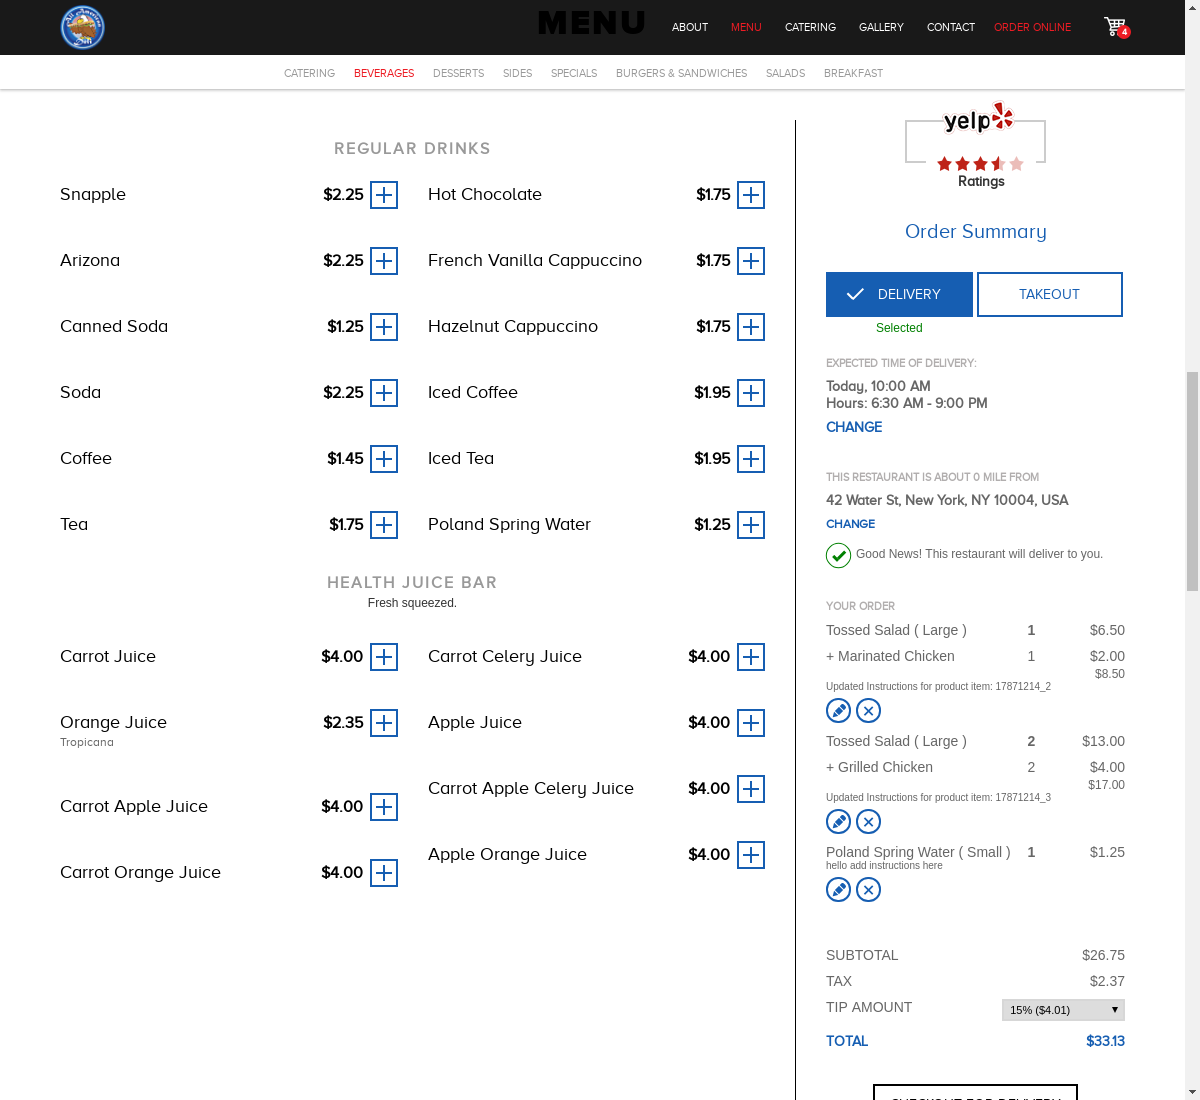 All American
Deli
MENU
ABOUT MENU CATERING GALLERY CONTACT ORDER ONLINE 4
CATERING BEVERAGES DESSERTS SIDES SPECIALS BURGERS & SANDWICHES SALADS BREAKFAST
REGULAR DRINKS
Snapple $2.25
Hot Chocolate $1.75
Arizona $2.25
French Vanilla Cappuccino $1.75
Canned Soda $1.25
Hazelnut Cappuccino $1.75
Soda $2.25
Iced Coffee $1.95
Coffee $1.45
Iced Tea $1.95
Tea $1.75
Poland Spring Water $1.25
HEALTH JUICE BAR
Fresh squeezed.
Carrot Juice $4.00
Carrot Celery Juice $4.00
Orange Juice $2.35
Tropicana
Apple Juice $4.00
Carrot Apple Juice $4.00
Carrot Apple Celery Juice $4.00
Carrot Orange Juice $4.00
Apple Orange Juice $4.00
yelp
Ratings
Order Summary
DELIVERY TAKEOUT
Selected
EXPECTED TIME OF DELIVERY:
Today, 10:00 AM
Hours: 6:30 AM - 9:00 PM
CHANGE
THIS RESTAURANT IS ABOUT 0 MILE FROM
42 Water St, New York, NY 10004, USA
CHANGE
Good News! This restaurant will deliver to you.
YOUR ORDER
Tossed Salad ( Large ) 1 $6.50
+ Marinated Chicken 1 $2.00
$8.50
Updated Instructions for product item: 17871214_2
Tossed Salad ( Large ) 2 $13.00
+ Grilled Chicken 2 $4.00
$17.00
Updated Instructions for product item: 17871214_3
Poland Spring Water ( Small ) 1 $1.25
hello add instructions here
SUBTOTAL $26.75
TAX $2.37
TIP AMOUNT 15% ($4.01)
TOTAL $33.13
CHECKOUT FOR DELIVERY